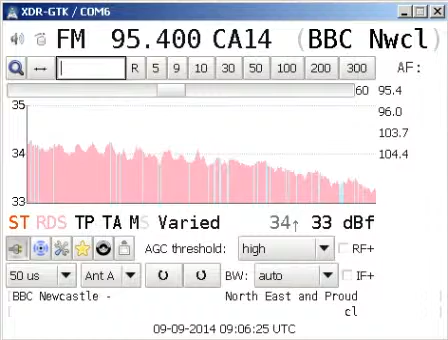 XDR-GTK / COM6
FM 95.400 CA14 (BBC Nwcl)
↔ R 5 9 10 30 50 100 200 300 AF:
60 95.4
96.0
103.7
104.4
35
34
33
ST RDS TP TA MS Varied 34↑ 33 dBf
AGC threshold: high RF+
50 us Ant A BW: auto IF+
BBC Newcastle - North East and Proud
cl
09-09-2014 09:06:25 UTC